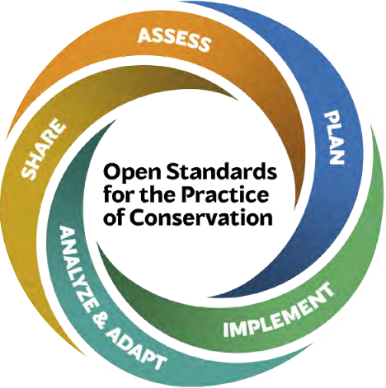 ASSESS
PLAN
IMPLEMENT
ANALYZE & ADAPT
SHARE
Open Standards
for the Practice
of Conservation